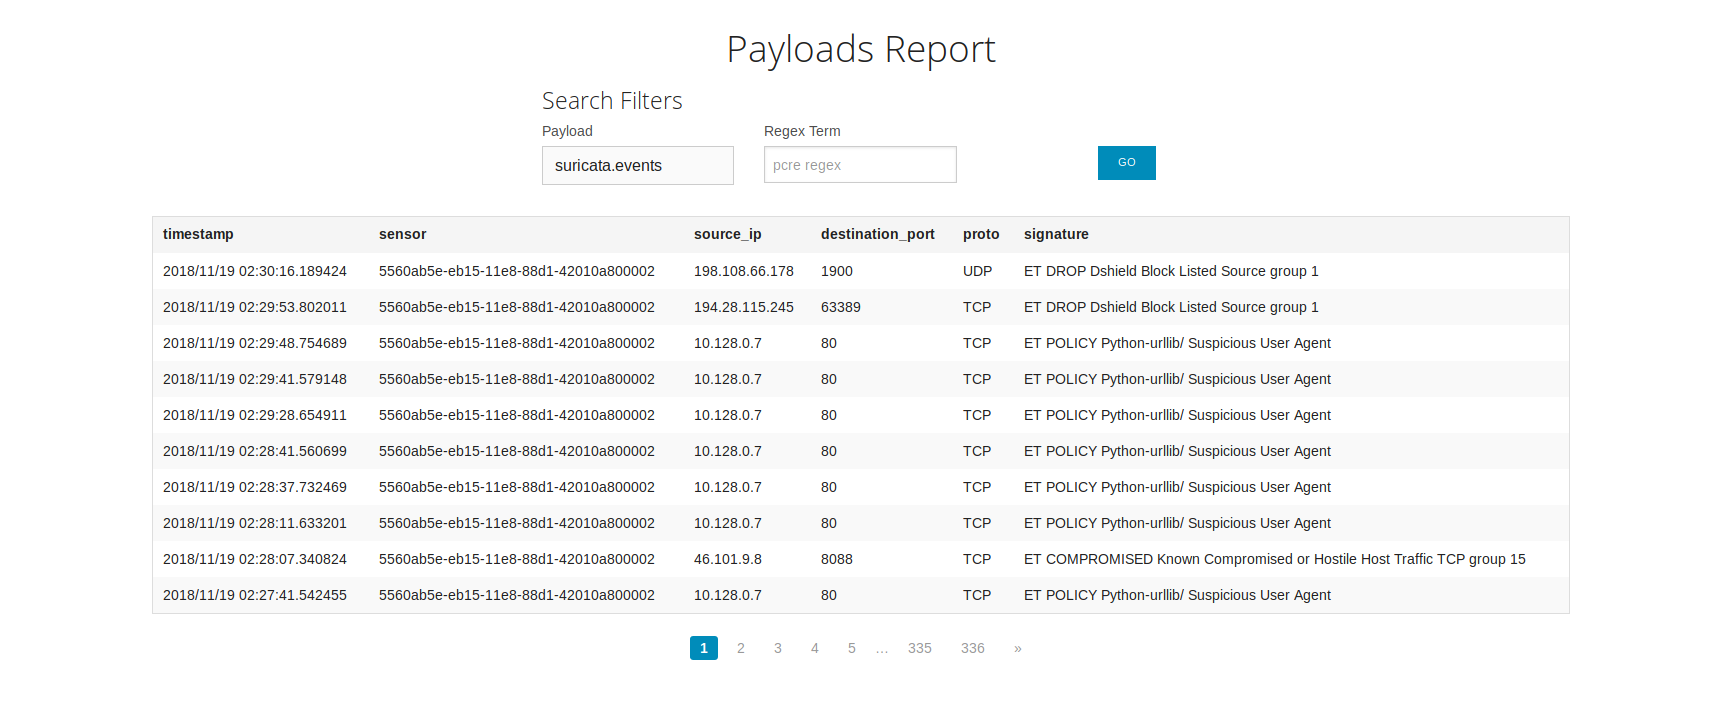 Payloads Report
Search Filters
Payload Regex Term
suricata.events pcre regex GO
timestamp sensor source_ip destination_port proto signature
2018/11/19 02:30:16.189424 5560ab5e-eb15-11e8-88d1-42010a800002 198.108.66.178 1900 UDP ET DROP Dshield Block Listed Source group 1
2018/11/19 02:29:53.802011 5560ab5e-eb15-11e8-88d1-42010a800002 194.28.115.245 63389 TCP ET DROP Dshield Block Listed Source group 1
2018/11/19 02:29:48.754689 5560ab5e-eb15-11e8-88d1-42010a800002 10.128.0.7 80 TCP ET POLICY Python-urllib/ Suspicious User Agent
2018/11/19 02:29:41.579148 5560ab5e-eb15-11e8-88d1-42010a800002 10.128.0.7 80 TCP ET POLICY Python-urllib/ Suspicious User Agent
2018/11/19 02:29:28.654911 5560ab5e-eb15-11e8-88d1-42010a800002 10.128.0.7 80 TCP ET POLICY Python-urllib/ Suspicious User Agent
2018/11/19 02:28:41.560699 5560ab5e-eb15-11e8-88d1-42010a800002 10.128.0.7 80 TCP ET POLICY Python-urllib/ Suspicious User Agent
2018/11/19 02:28:37.732469 5560ab5e-eb15-11e8-88d1-42010a800002 10.128.0.7 80 TCP ET POLICY Python-urllib/ Suspicious User Agent
2018/11/19 02:28:11.633201 5560ab5e-eb15-11e8-88d1-42010a800002 10.128.0.7 80 TCP ET POLICY Python-urllib/ Suspicious User Agent
2018/11/19 02:28:07.340824 5560ab5e-eb15-11e8-88d1-42010a800002 46.101.9.8 8088 TCP ET COMPROMISED Known Compromised or Hostile Host Traffic TCP group 15
2018/11/19 02:27:41.542455 5560ab5e-eb15-11e8-88d1-42010a800002 10.128.0.7 80 TCP ET POLICY Python-urllib/ Suspicious User Agent
1 2 3 4 5 … 335 336 »